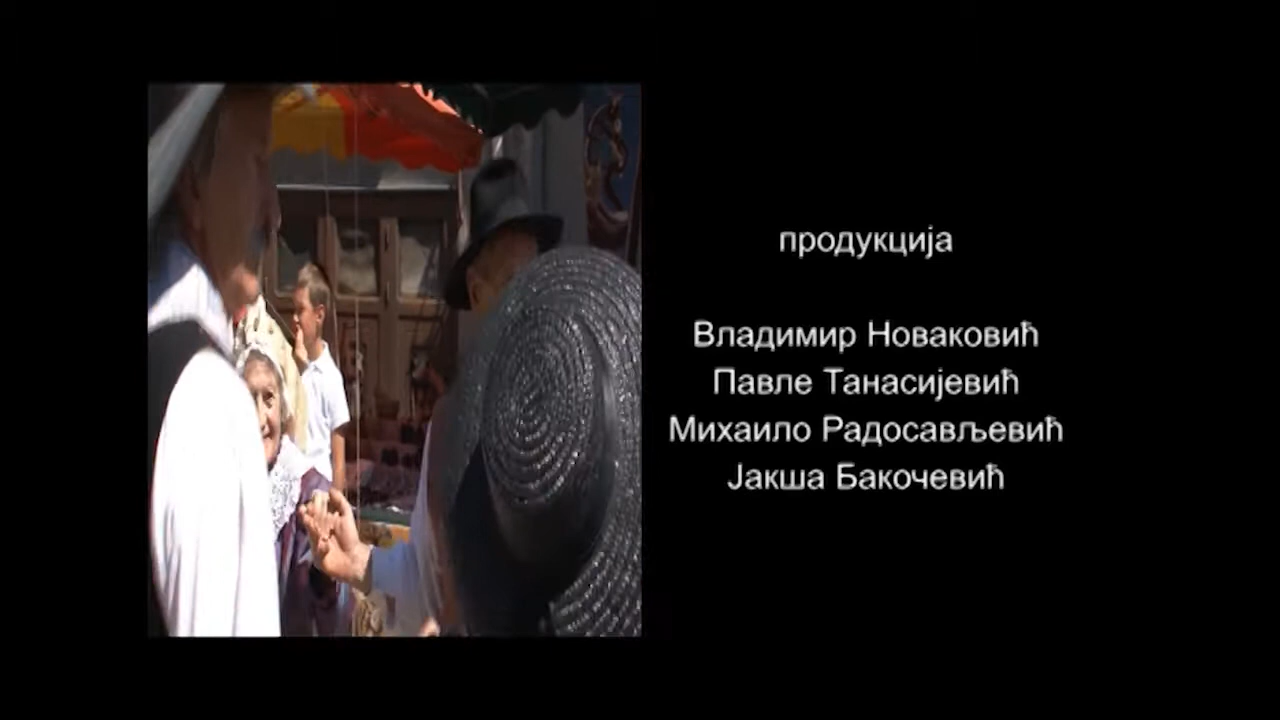 продукција
Владимир Новаковић
Павле Танасијевић
Михаило Радосављевић
Јакша Бакочевић